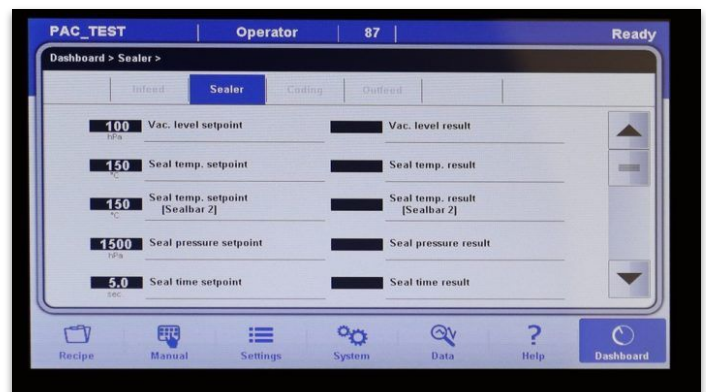 PAC_TEST Operator 87 Ready
Dashboard > Sealer >
Infeed Sealer Coding Outfeed
100 hPa Vac. level setpoint Vac. level result
150 °C Seal temp. setpoint Seal temp. result
150 °C Seal temp. setpoint [Sealbar 2] Seal temp. result [Sealbar 2]
1500 hPa Seal pressure setpoint Seal pressure result
5.0 sec. Seal time setpoint Seal time result
Recipe Manual Settings System Data Help Dashboard